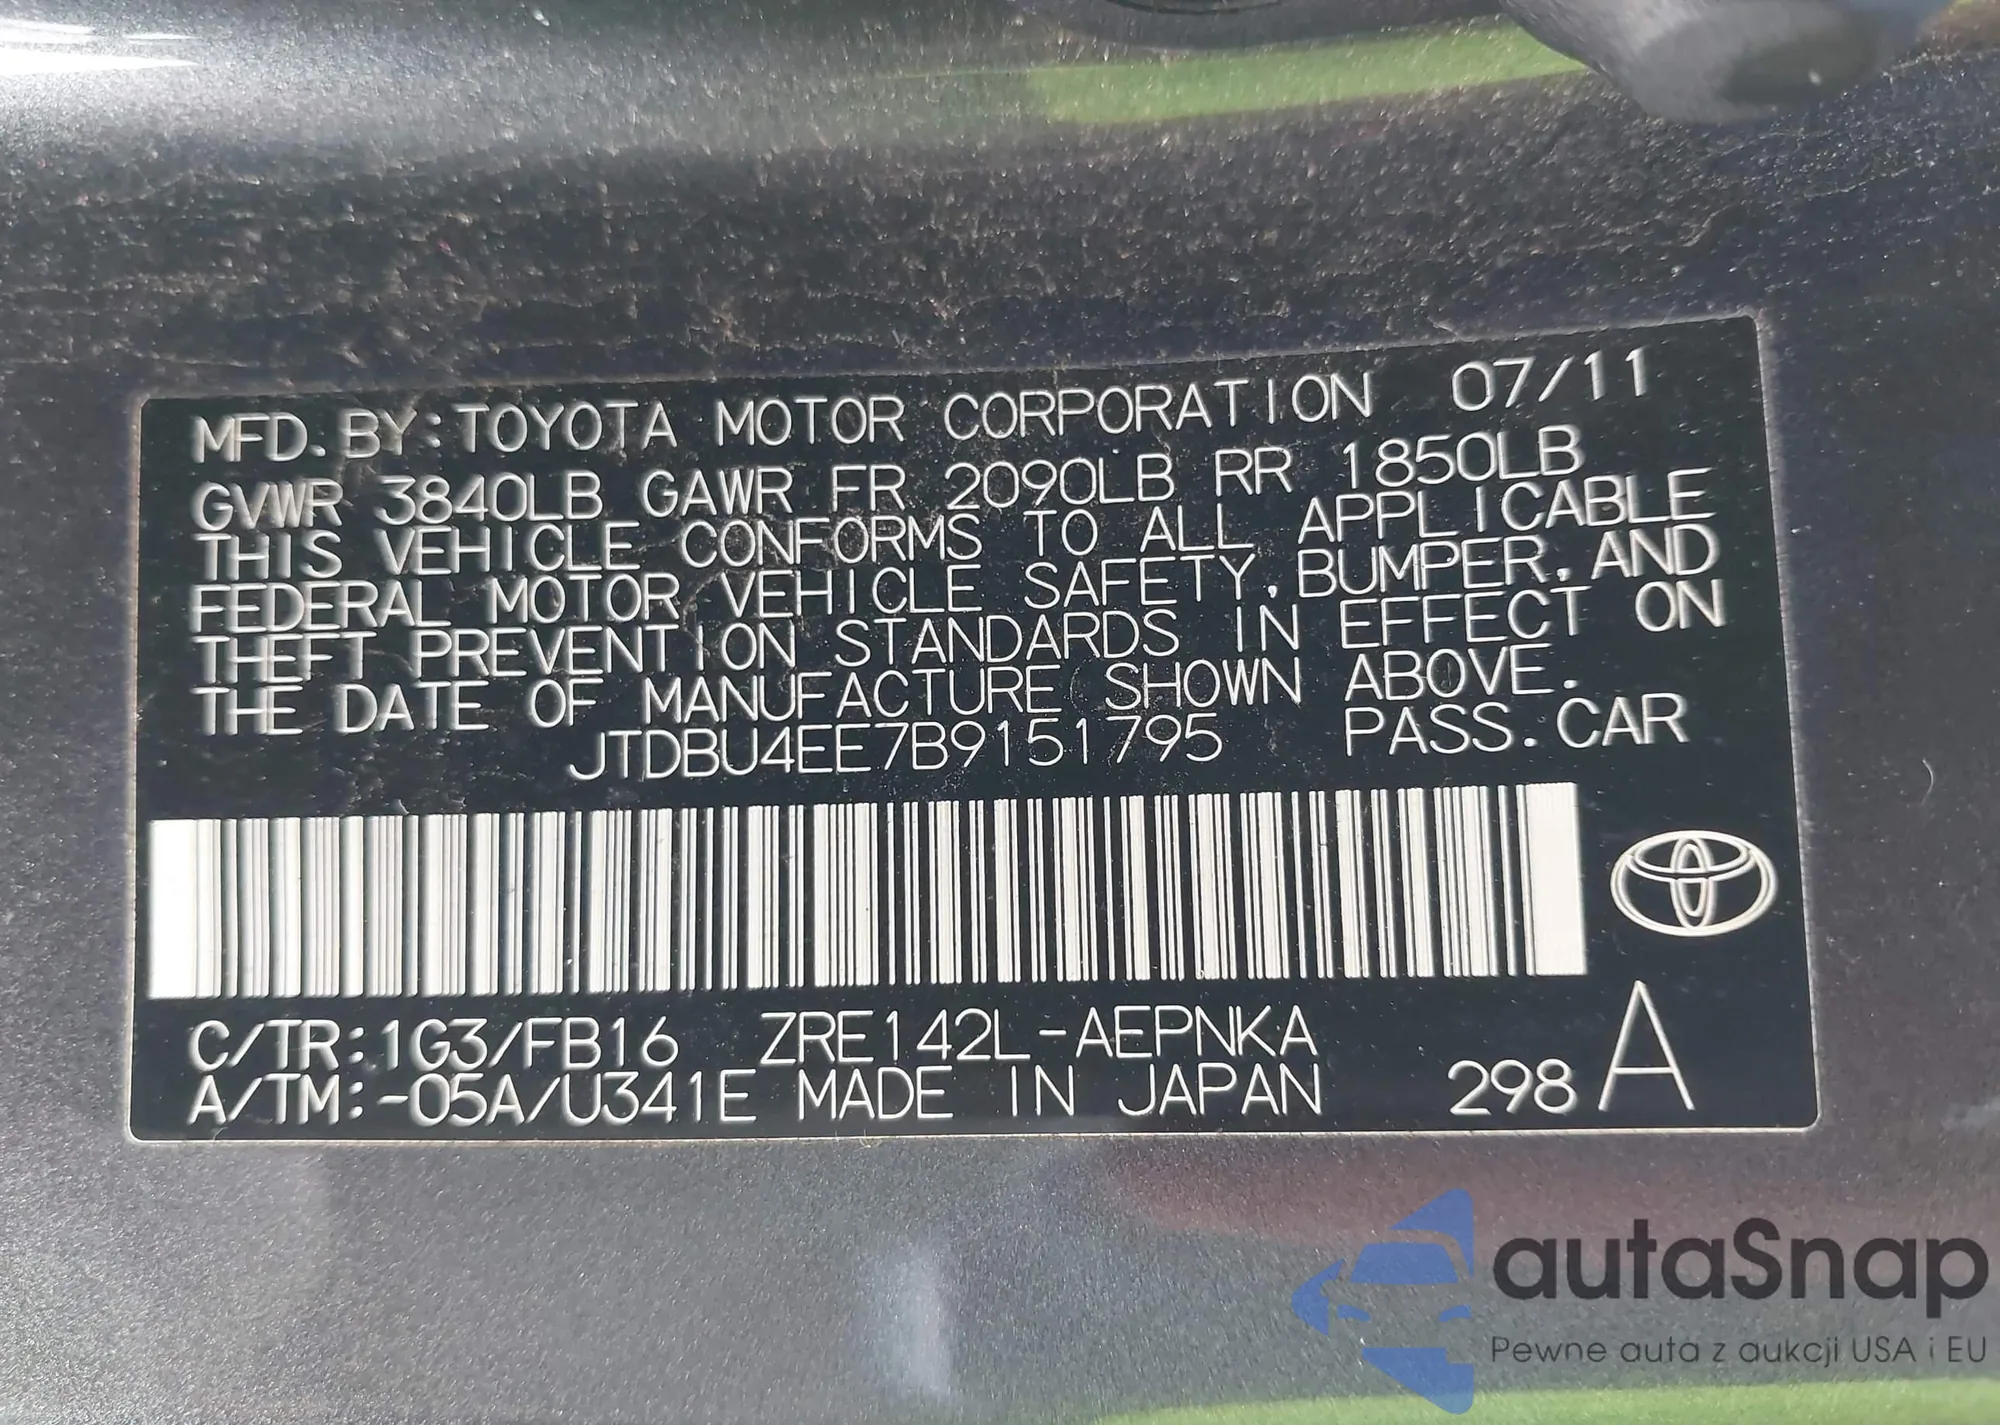 MFD. BY: TOYOTA MOTOR CORPORATION 07/11
GVWR 3840LB GAWR FR 2090LB RR 1850LB
THIS VEHICLE CONFORMS TO ALL APPLICABLE
FEDERAL MOTOR VEHICLE SAFETY, BUMPER, AND
THEFT PREVENTION STANDARDS IN EFFECT ON
THE DATE OF MANUFACTURE SHOWN ABOVE.
JTDBU4EE7B9151795 PASS. CAR
C/TR: 1G3/FB16 ZRE142L-AEPNKA
A/TM: -05A/U341E MADE IN JAPAN 298 A
autaSnap
Pewne auta z aukcji USA i EU